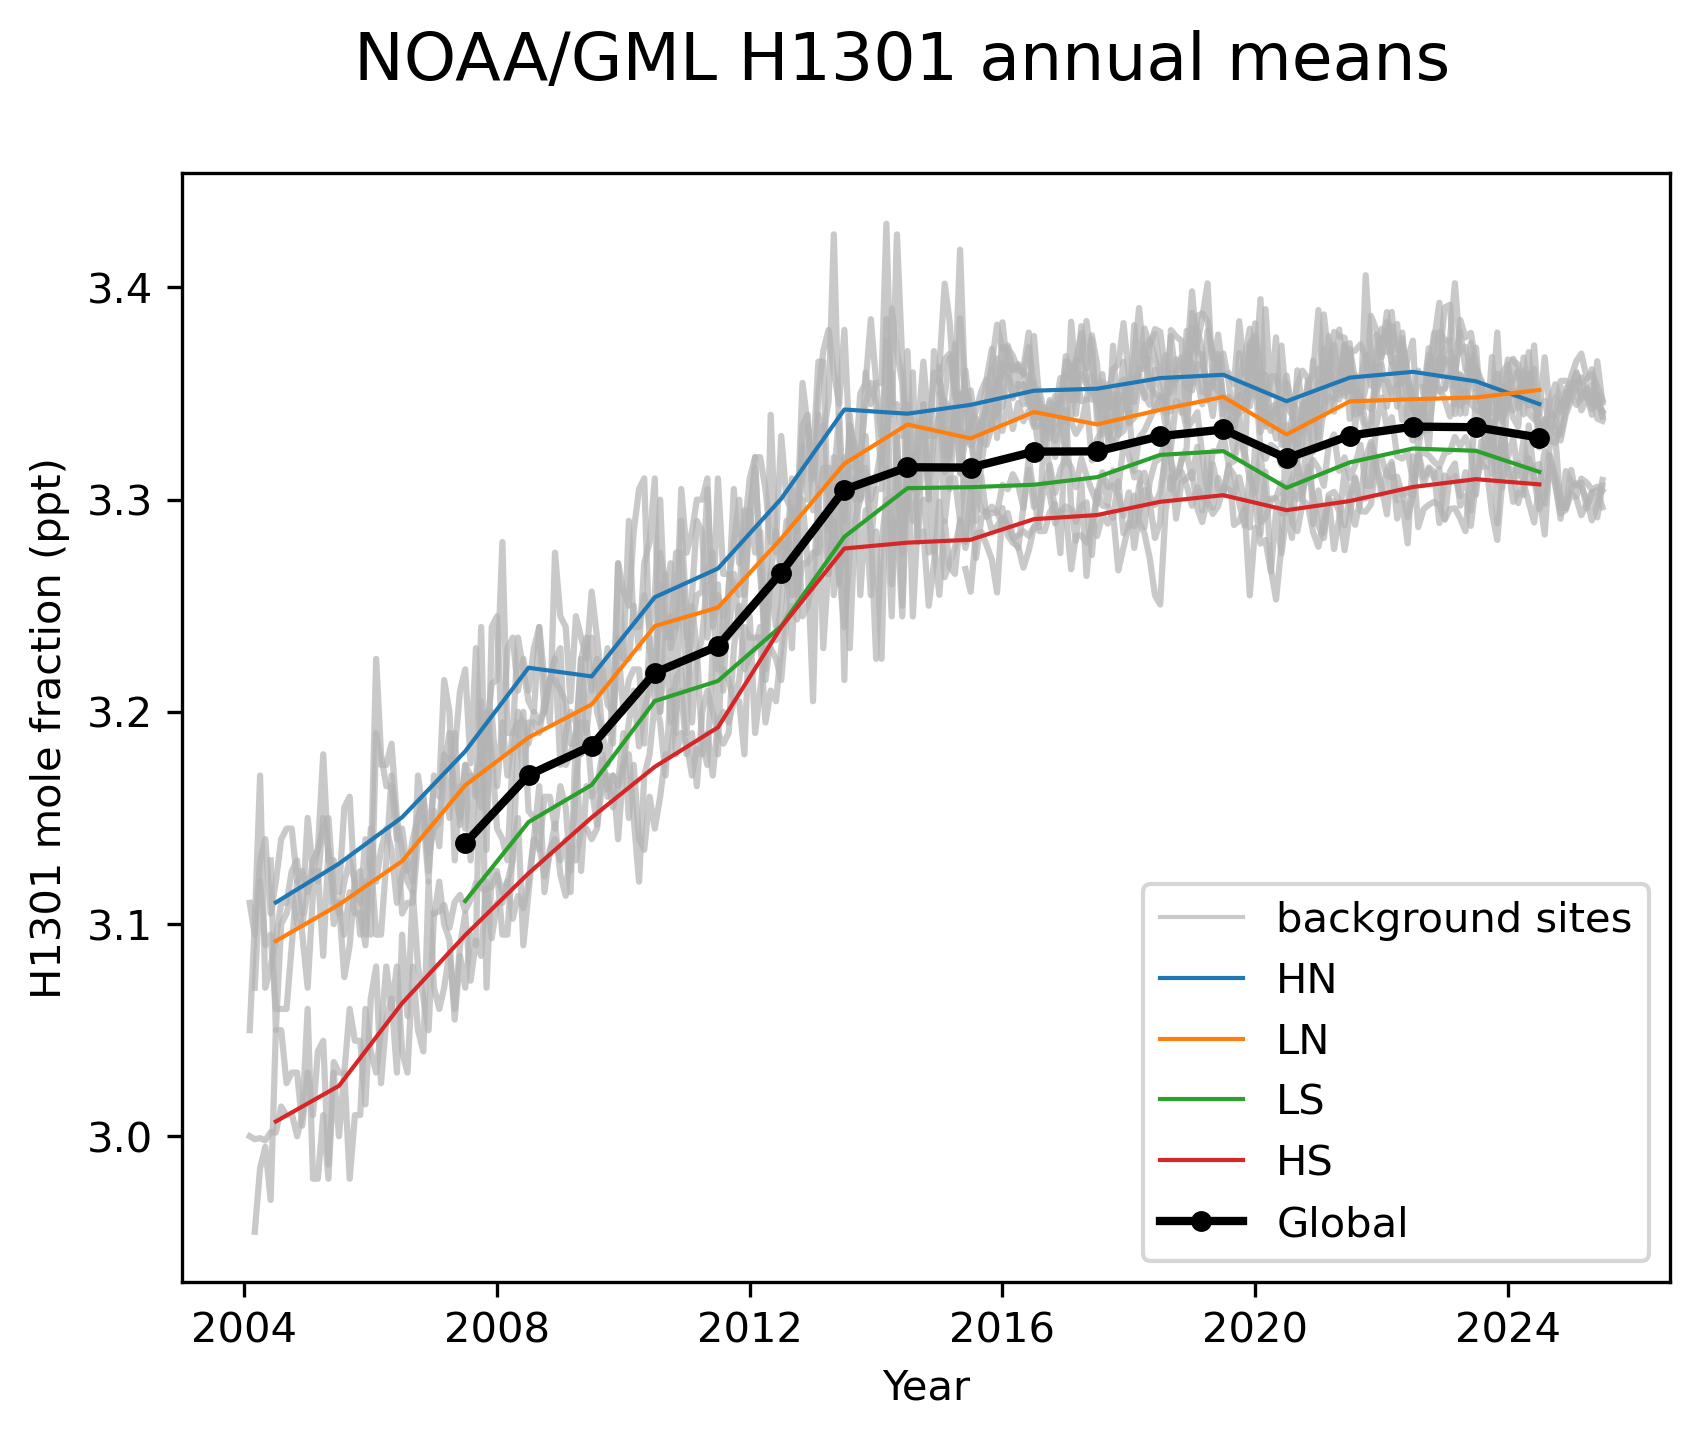 NOAA/GML H1301 annual means
H1301 mole fraction (ppt)
3.4
3.3
3.2
3.1
3.0
2004 2008 2012 2016 2020 2024
Year
background sites
HN
LN
LS
HS
Global